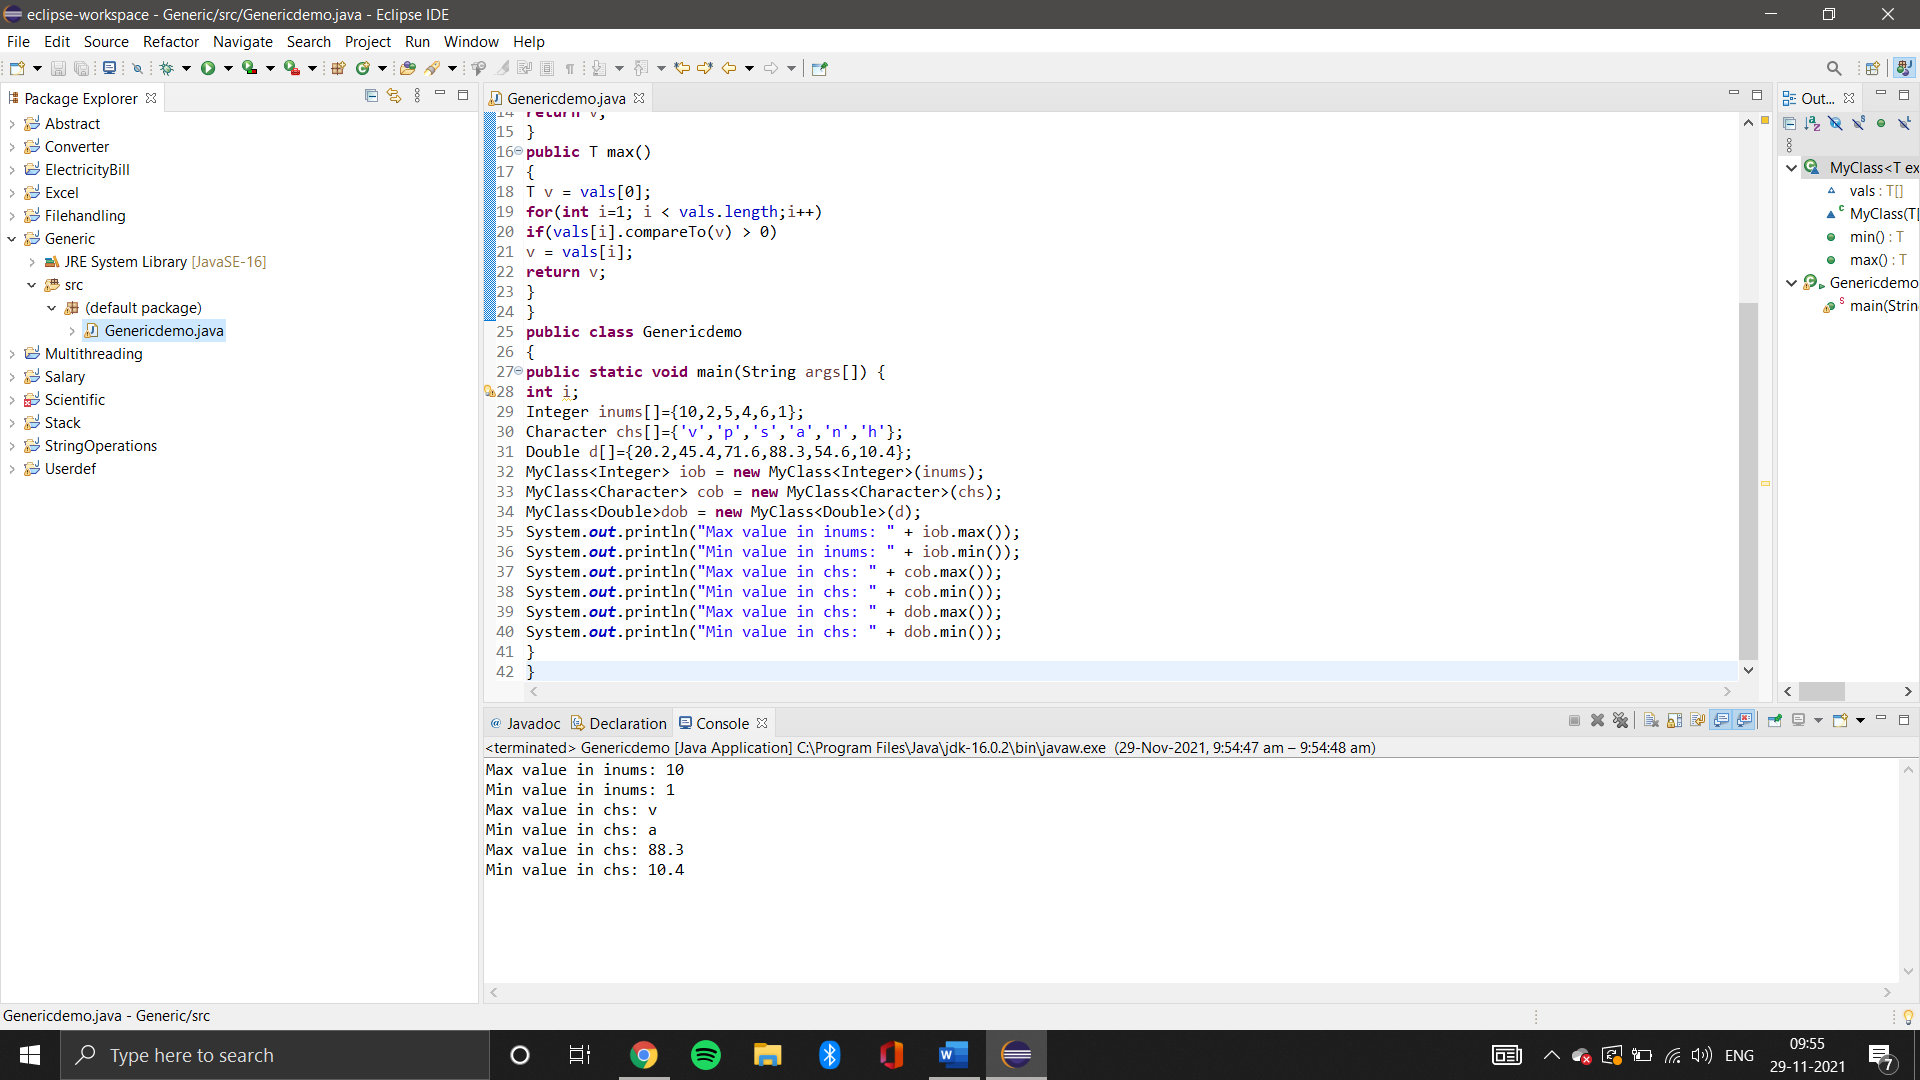 eclipse-workspace - Generic/src/Genericdemo.java - Eclipse IDE
File Edit Source Refactor Navigate Search Project Run Window Help
Package Explorer
Abstract
Converter
ElectricityBill
Excel
Filehandling
Generic
JRE System Library [JavaSE-16]
src
(default package)
Genericdemo.java
Multithreading
Salary
Scientific
Stack
StringOperations
Userdef
Genericdemo.java
14 return v;
15 }
16 public T max()
17 {
18 T v = vals[0];
19 for(int i=1; i < vals.length;i++)
20 if(vals[i].compareTo(v) > 0)
21 v = vals[i];
22 return v;
23 }
24 }
25 public class Genericdemo
26 {
27 public static void main(String args[]) {
28 int i;
29 Integer inums[]={10,2,5,4,6,1};
30 Character chs[]={'v','p','s','a','n','h'};
31 Double d[]={20.2,45.4,71.6,88.3,54.6,10.4};
32 MyClass<Integer> iob = new MyClass<Integer>(inums);
33 MyClass<Character> cob = new MyClass<Character>(chs);
34 MyClass<Double>dob = new MyClass<Double>(d);
35 System.out.println("Max value in inums: " + iob.max());
36 System.out.println("Min value in inums: " + iob.min());
37 System.out.println("Max value in chs: " + cob.max());
38 System.out.println("Min value in chs: " + cob.min());
39 System.out.println("Max value in chs: " + dob.max());
40 System.out.println("Min value in chs: " + dob.min());
41 }
42 }
Out...
MyClass<T ex
vals : T[]
MyClass(T[
min() : T
max() : T
Genericdemo
main(Strin
@ Javadoc Declaration Console
<terminated> Genericdemo [Java Application] C:\Program Files\Java\jdk-16.0.2\bin\javaw.exe (29-Nov-2021, 9:54:47 am – 9:54:48 am)
Max value in inums: 10
Min value in inums: 1
Max value in chs: v
Min value in chs: a
Max value in chs: 88.3
Min value in chs: 10.4
Genericdemo.java - Generic/src
Type here to search
ENG
09:55
29-11-2021
7